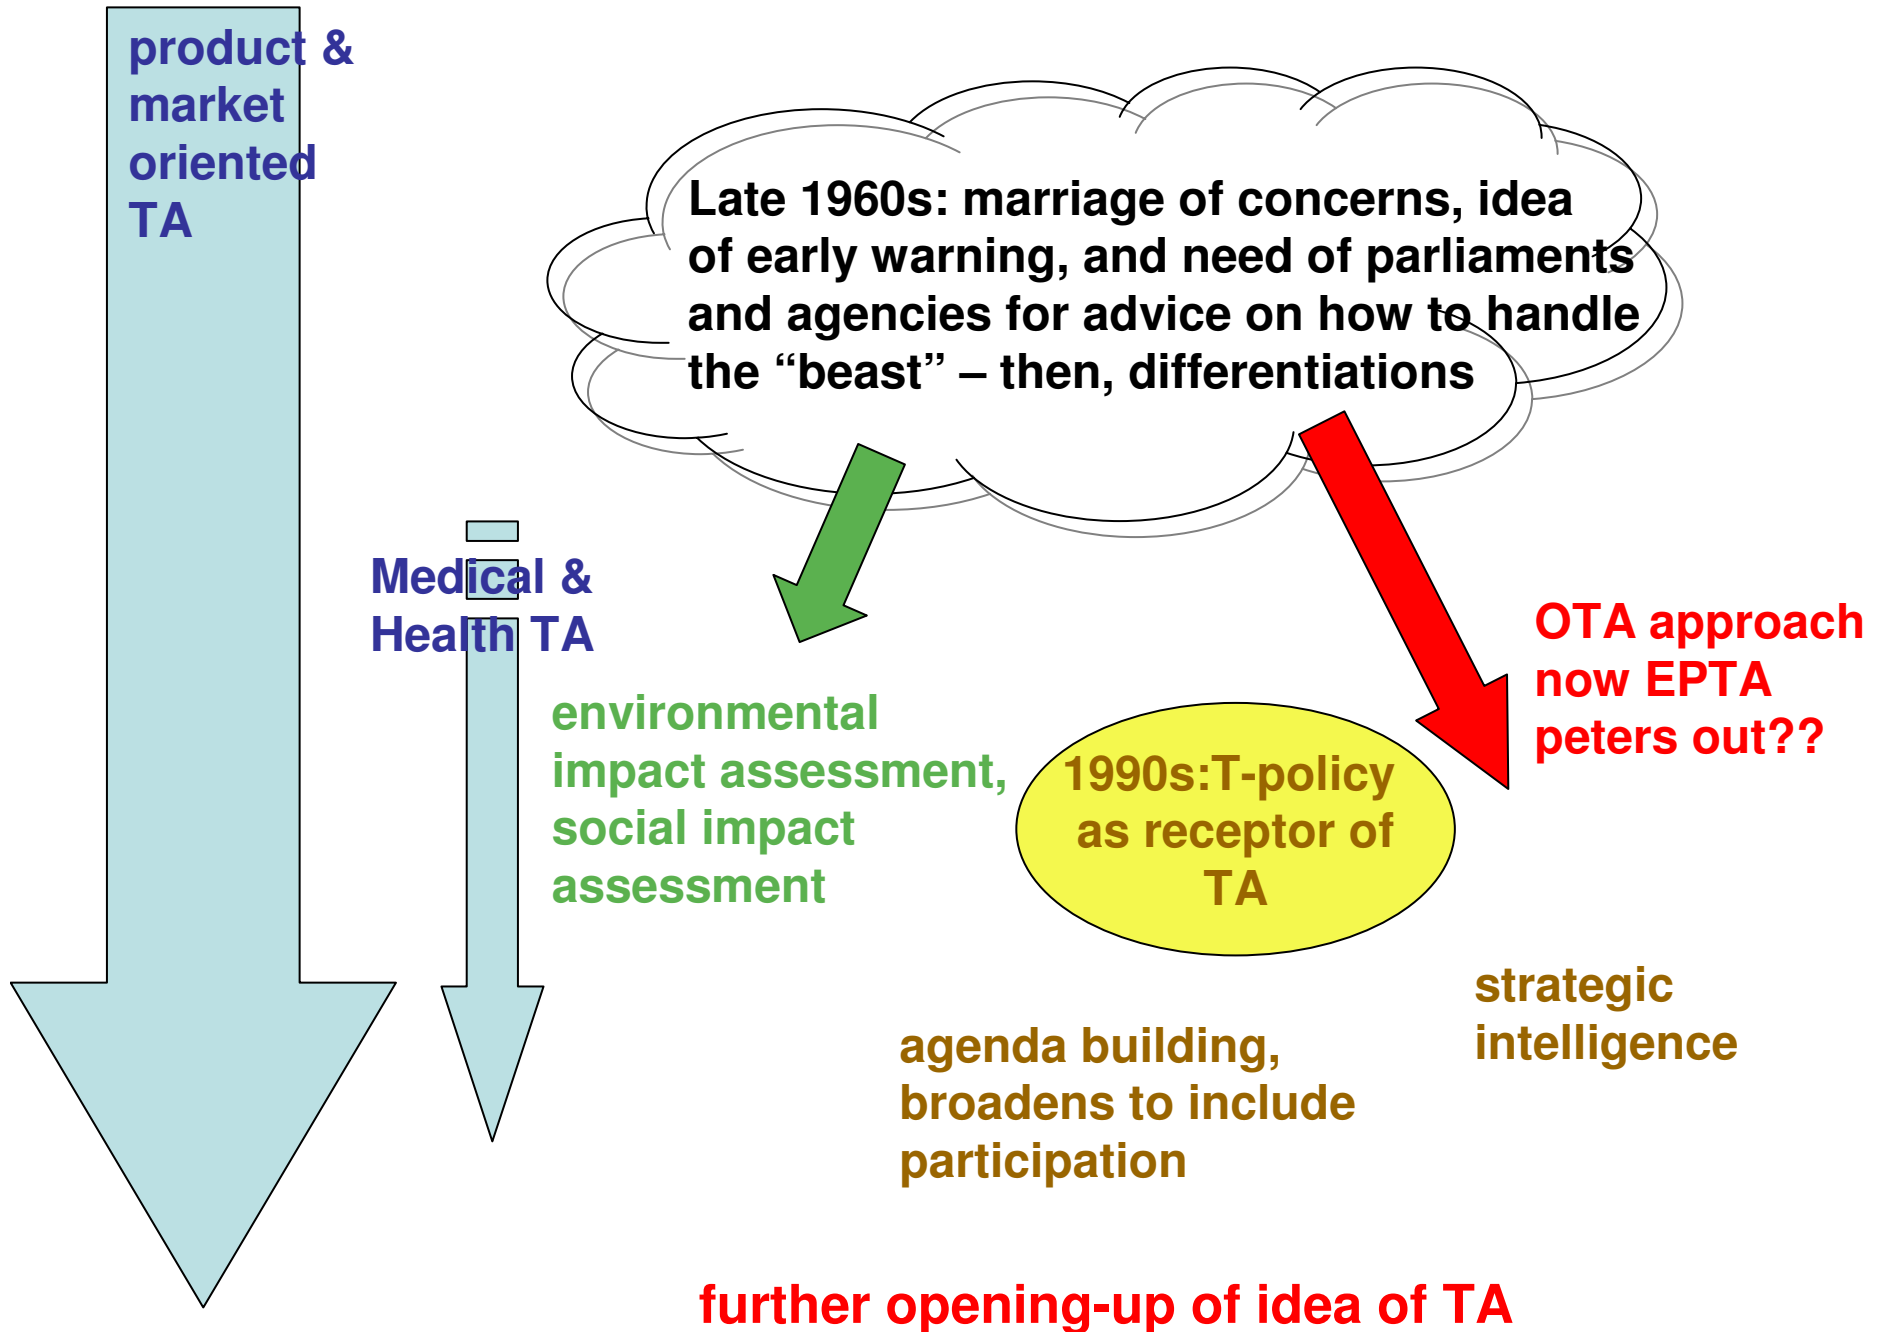 product &
market
oriented
TA
Late 1960s: marriage of concerns, idea
of early warning, and need of parliaments
and agencies for advice on how to handle
the “beast” – then, differentiations
Medical &
Health TA
environmental
impact assessment,
social impact
assessment
OTA approach
now EPTA
peters out??
1990s:T-policy
as receptor of
TA
strategic
intelligence
agenda building,
broadens to include
participation
further opening-up of idea of TA